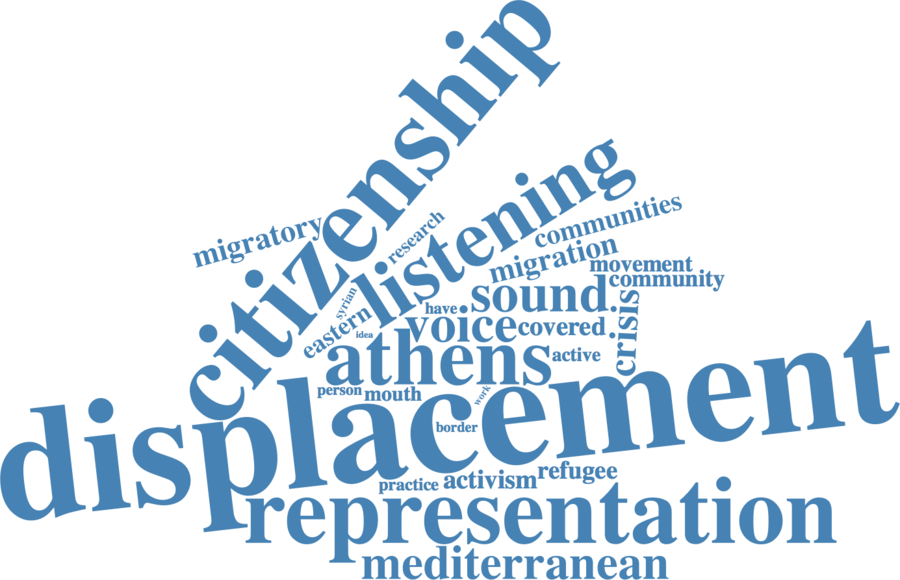 citizenship
listening
communities
migratory
research
migration
movement
community
syrian
sound
have
crisis
eastern
voice
covered
idea
athens
active
displacement
person
mouth
work
border
refugee
practice
activism
representation
mediterranean